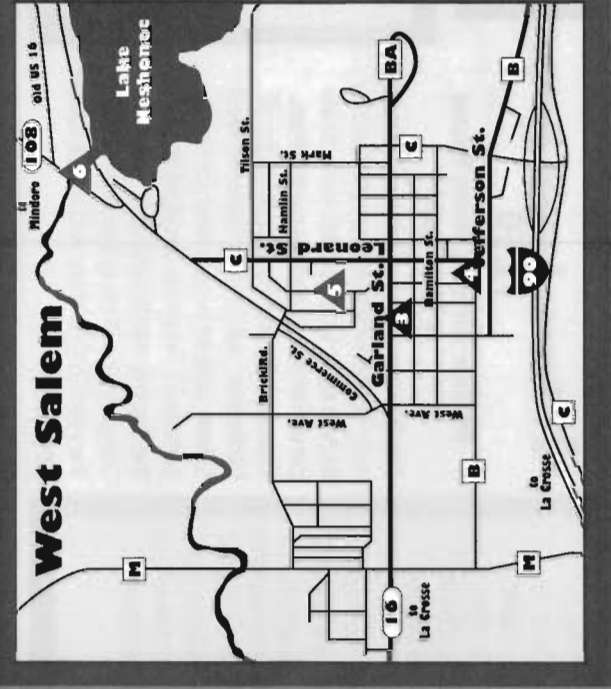 West Salem
to
Mindoro
108
Old US 16
6
Lake
Neshonoc
Tilson St.
Mark St.
Hamlin St.
Leonard
St.
C
5
Brickl Rd.
Commerce St.
West Ave.
Garland St.
3
BA
C
Hamilton St.
4
Jefferson St.
B
West Ave.
B
90
C
to
La Crosse
M
M
16
to
La Crosse